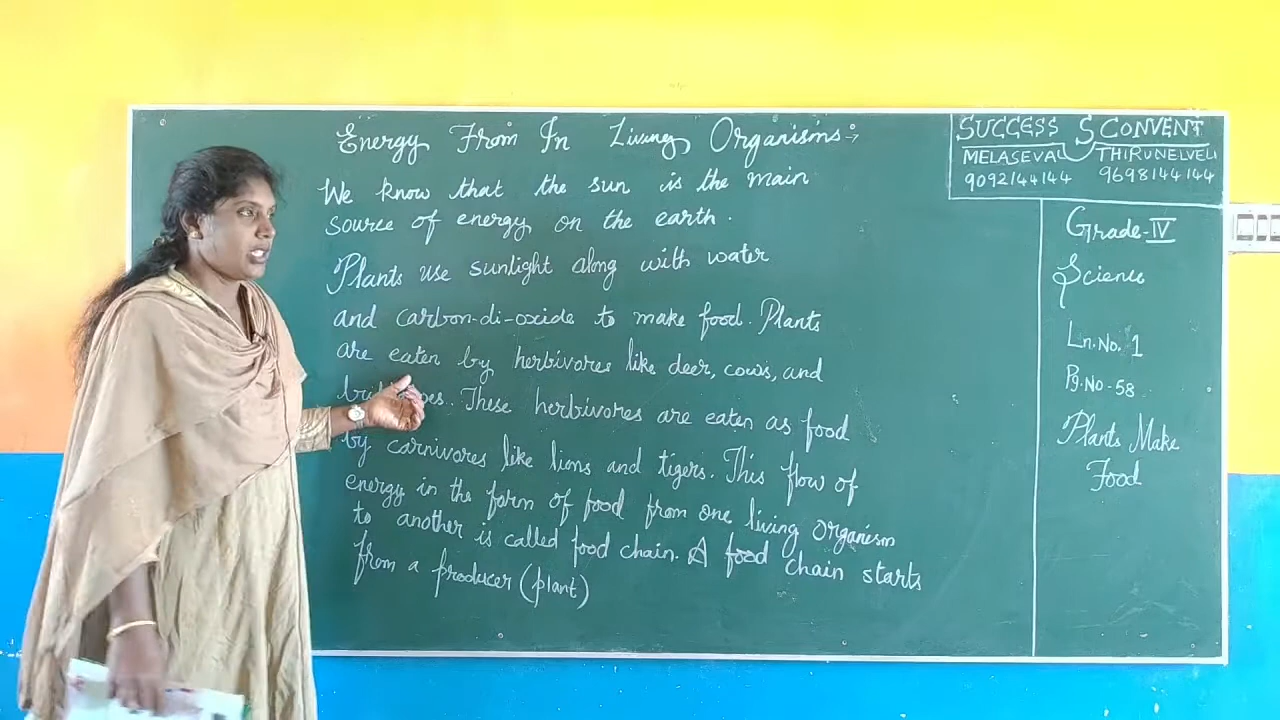 Energy From In Living Organisms:-
We know that the sun is the main
source of energy on the earth.
Plants use sunlight along with water
and carbon-di-oxide to make food. Plants
are eaten by herbivores like deer, cows, and
These herbivores are eaten as food
by carnivores like lions and tigers. This flow of
energy in the form of food from one living organism
to another is called food chain. A food chain starts
from a producer (plant)
SUCCESS S CONVENT
MELASEVAL THIRUNELVELI
9092144144 9698144144
Grade-IV
Science
Ln.No. 1
Pg.No-58
Plants Make
Food